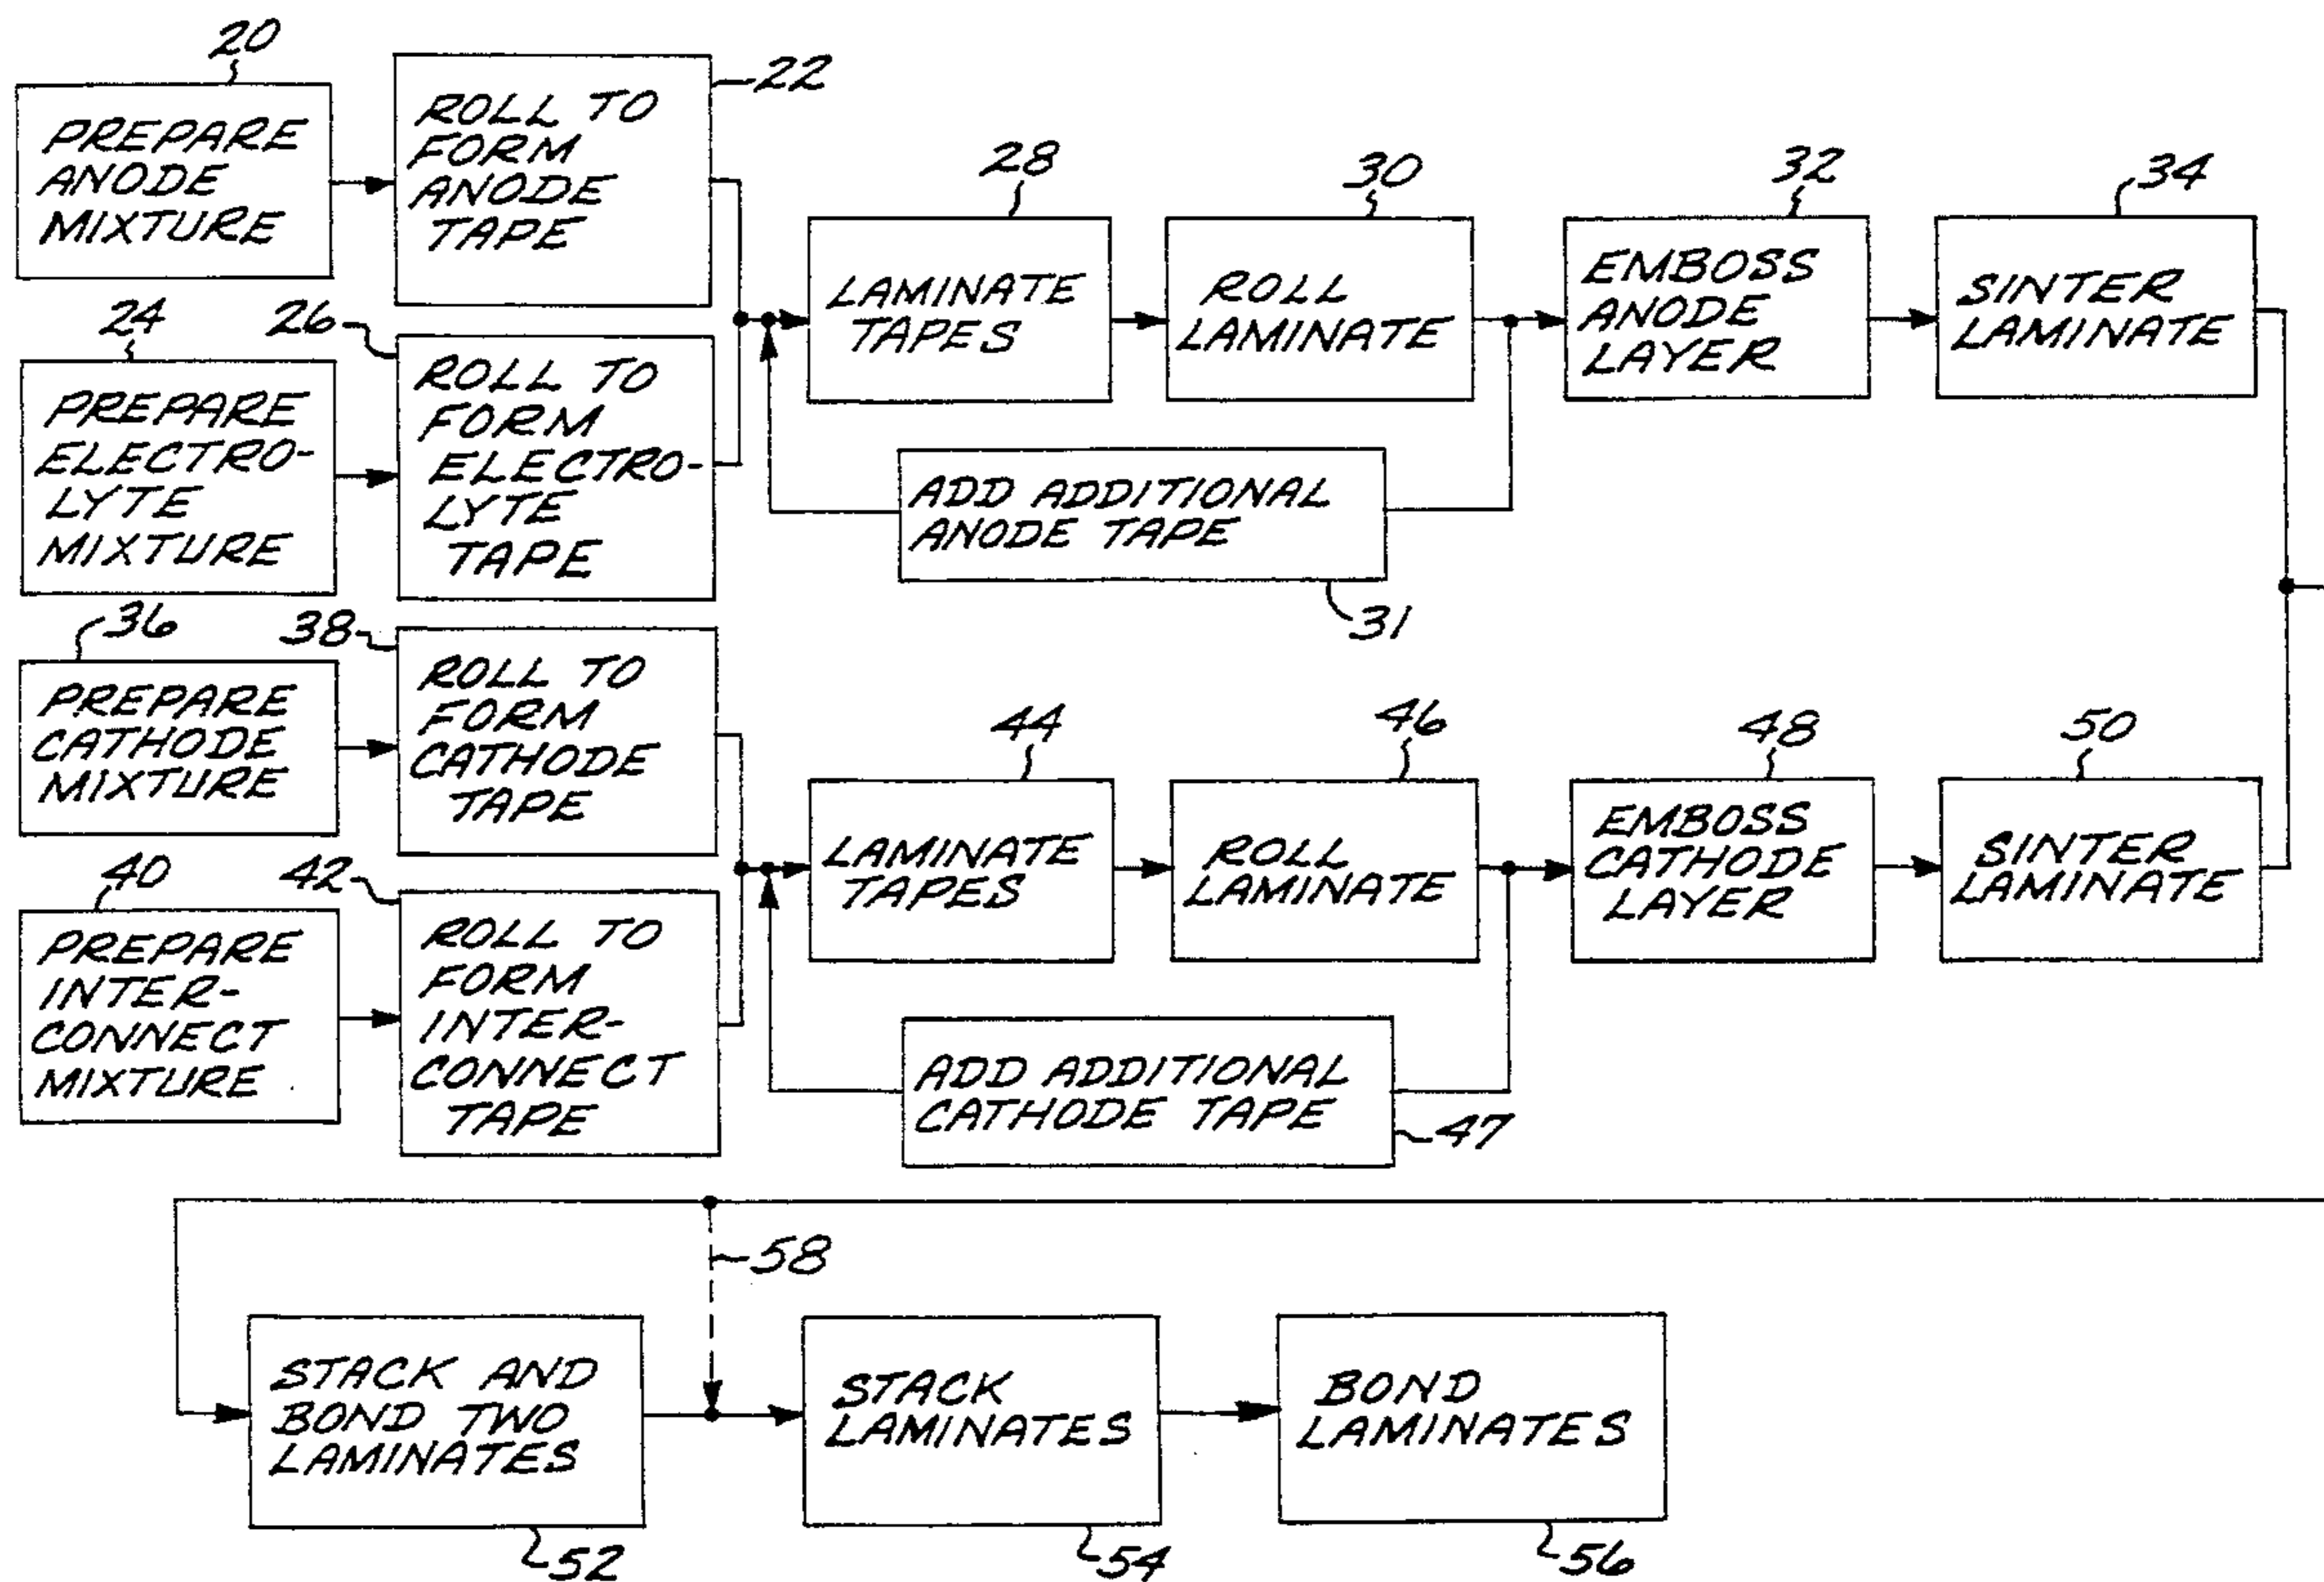 20
PREPARE
ANODE
MIXTURE
22
ROLL TO
FORM
ANODE
TAPE
24
PREPARE
ELECTRO-
LYTE
MIXTURE
26
ROLL TO
FORM
ELECTRO-
LYTE
TAPE
28
LAMINATE
TAPES
30
ROLL
LAMINATE
31
ADD ADDITIONAL
ANODE TAPE
32
EMBOSS
ANODE
LAYER
34
SINTER
LAMINATE
36
PREPARE
CATHODE
MIXTURE
38
ROLL TO
FORM
CATHODE
TAPE
40
PREPARE
INTER-
CONNECT
MIXTURE
42
ROLL TO
FORM
INTER-
CONNECT
TAPE
44
LAMINATE
TAPES
46
ROLL
LAMINATE
47
ADD ADDITIONAL
CATHODE TAPE
48
EMBOSS
CATHODE
LAYER
50
SINTER
LAMINATE
58
STACK AND
BOND TWO
LAMINATES
52
STACK
LAMINATES
54
BOND
LAMINATES
56